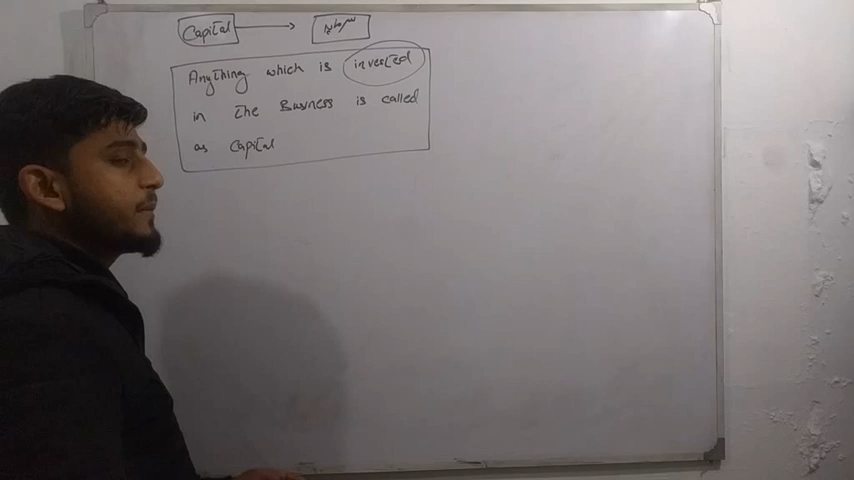 Capital → سرمایہ
Anything which is invested
in the Business is called
as Capital